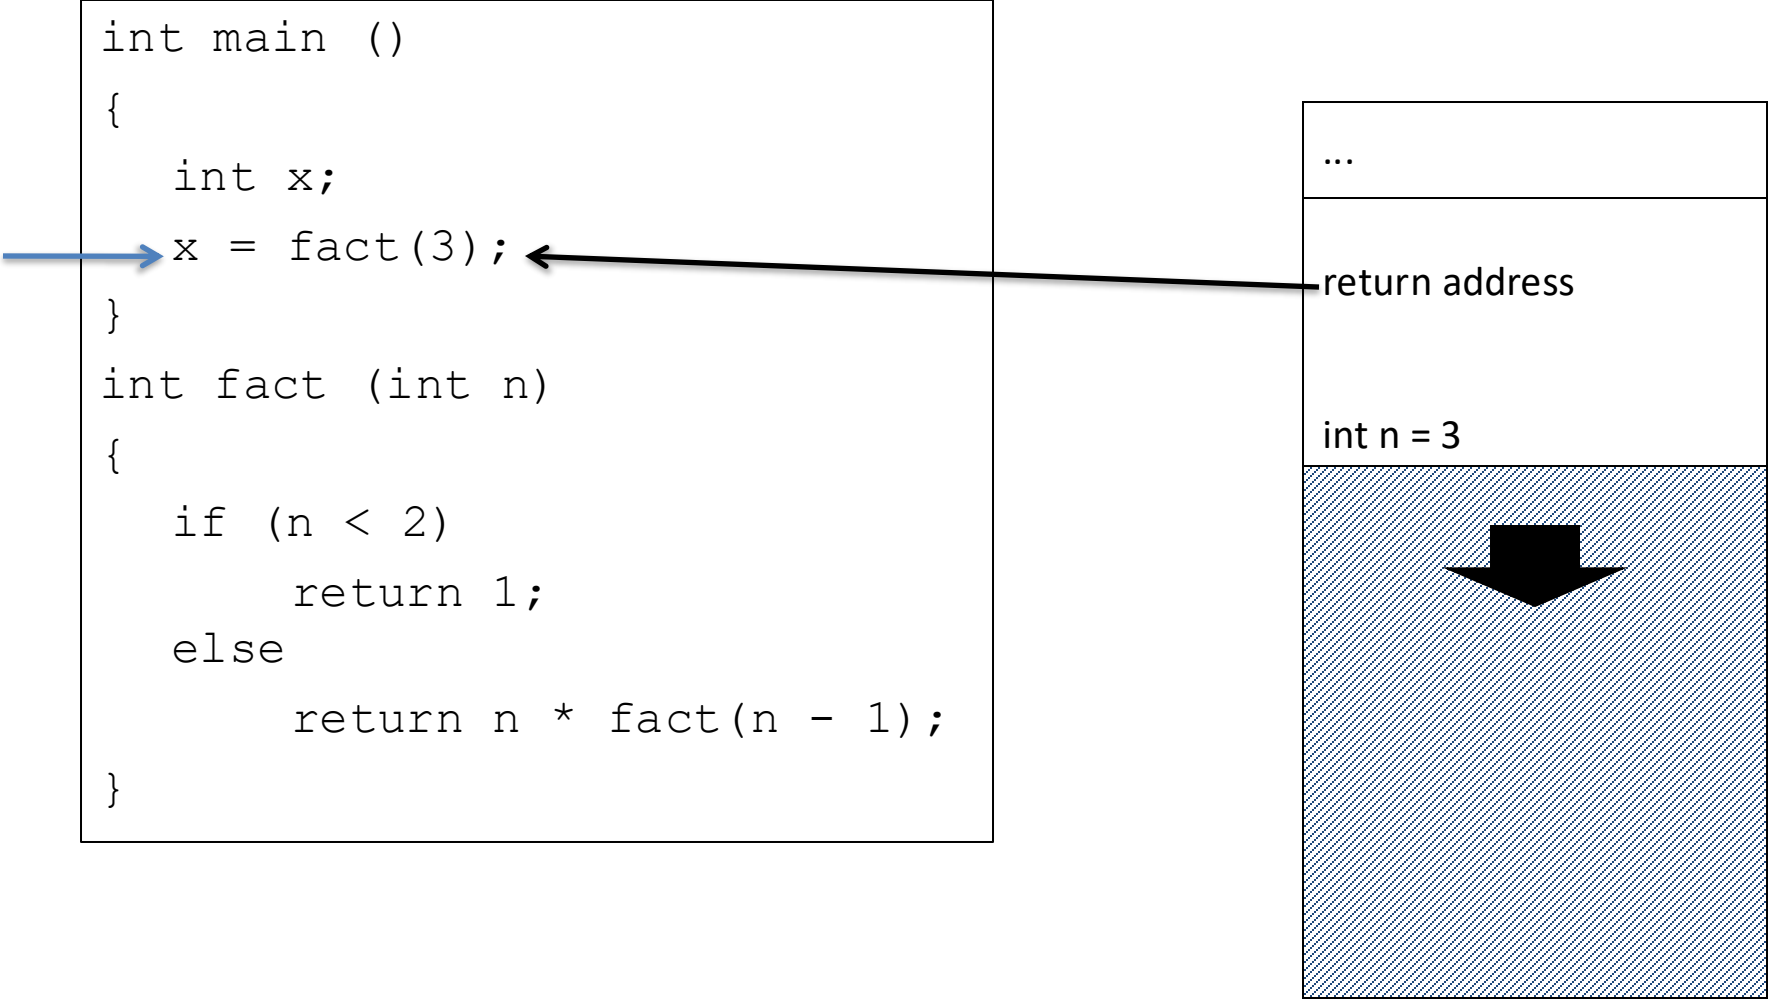 int main ()
{
int x;
x = fact(3);
}
int fact (int n)
{
if (n < 2)
return 1;
else
return n * fact(n - 1);
}
...
return address
int n = 3